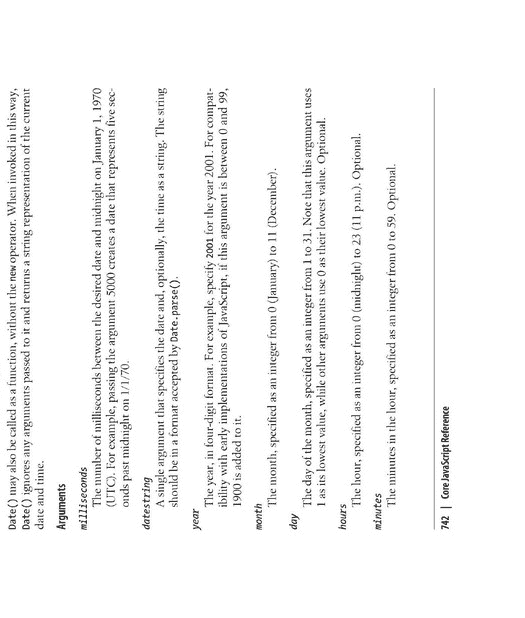 Date() may also be called as a function, without the new operator. When invoked in this way,
Date() ignores any arguments passed to it and returns a string representation of the current
date and time.
Arguments
milliseconds
The number of milliseconds between the desired date and midnight on January 1, 1970
(UTC). For example, passing the argument 5000 creates a date that represents five sec-
onds past midnight on 1/1/70.
datestring
A single argument that specifies the date and, optionally, the time as a string. The string
should be in a format accepted by Date.parse().
year
The year, in four-digit format. For example, specify 2001 for the year 2001. For compat-
ibility with early implementations of JavaScript, if this argument is between 0 and 99,
1900 is added to it.
month
The month, specified as an integer from 0 (January) to 11 (December).
day
The day of the month, specified as an integer from 1 to 31. Note that this argument uses
1 as its lowest value, while other arguments use 0 as their lowest value. Optional.
hours
The hour, specified as an integer from 0 (midnight) to 23 (11 p.m.). Optional.
minutes
The minutes in the hour, specified as an integer from 0 to 59. Optional.
742 | Core JavaScript Reference